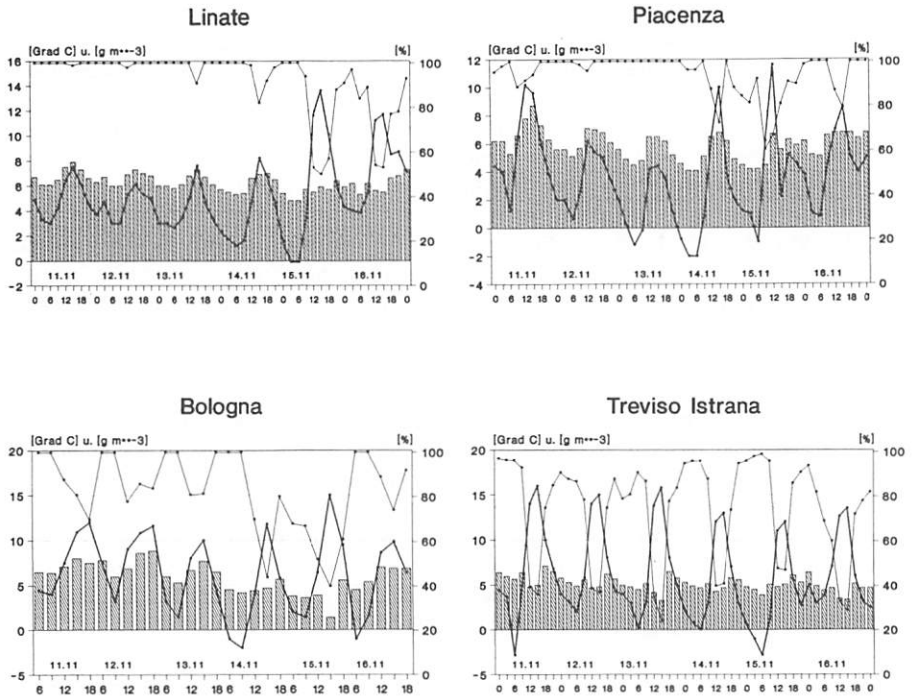 Linate
[Grad C] u. [g m**-3] [%]
16 100
14
12 80
10
8 60
6
4 40
2 20
0
-2 0
11.11 12.11 13.11 14.11 15.11 16.11
0 6 12 18 0 6 12 18 0 6 12 18 0 6 12 18 0 6 12 18 0 6 12 18 0
Piacenza
[Grad C] u. [g m**-3] [%]
12 100
10
8 80
6 60
4
2 40
0
-2 20
-4 0
11.11 12.11 13.11 14.11 15.11 16.11
0 6 12 18 0 6 12 18 0 6 12 18 0 6 12 18 0 6 12 18 0 6 12 18 0
Bologna
[Grad C] u. [g m**-3] [%]
20 100
15 80
10 60
5 40
0 20
-5 0
11.11 12.11 13.11 14.11 15.11 16.11
6 12 18 6 12 18 6 12 18 6 12 18 6 12 18 6 12 18
Treviso Istrana
[Grad C] u. [g m**-3] [%]
20 100
15 80
10 60
5 40
0 20
-5 0
11.11 12.11 13.11 14.11 15.11 16.11
0 6 12 18 0 6 12 18 0 6 12 18 0 6 12 18 0 6 12 18 0 6 12 18 0